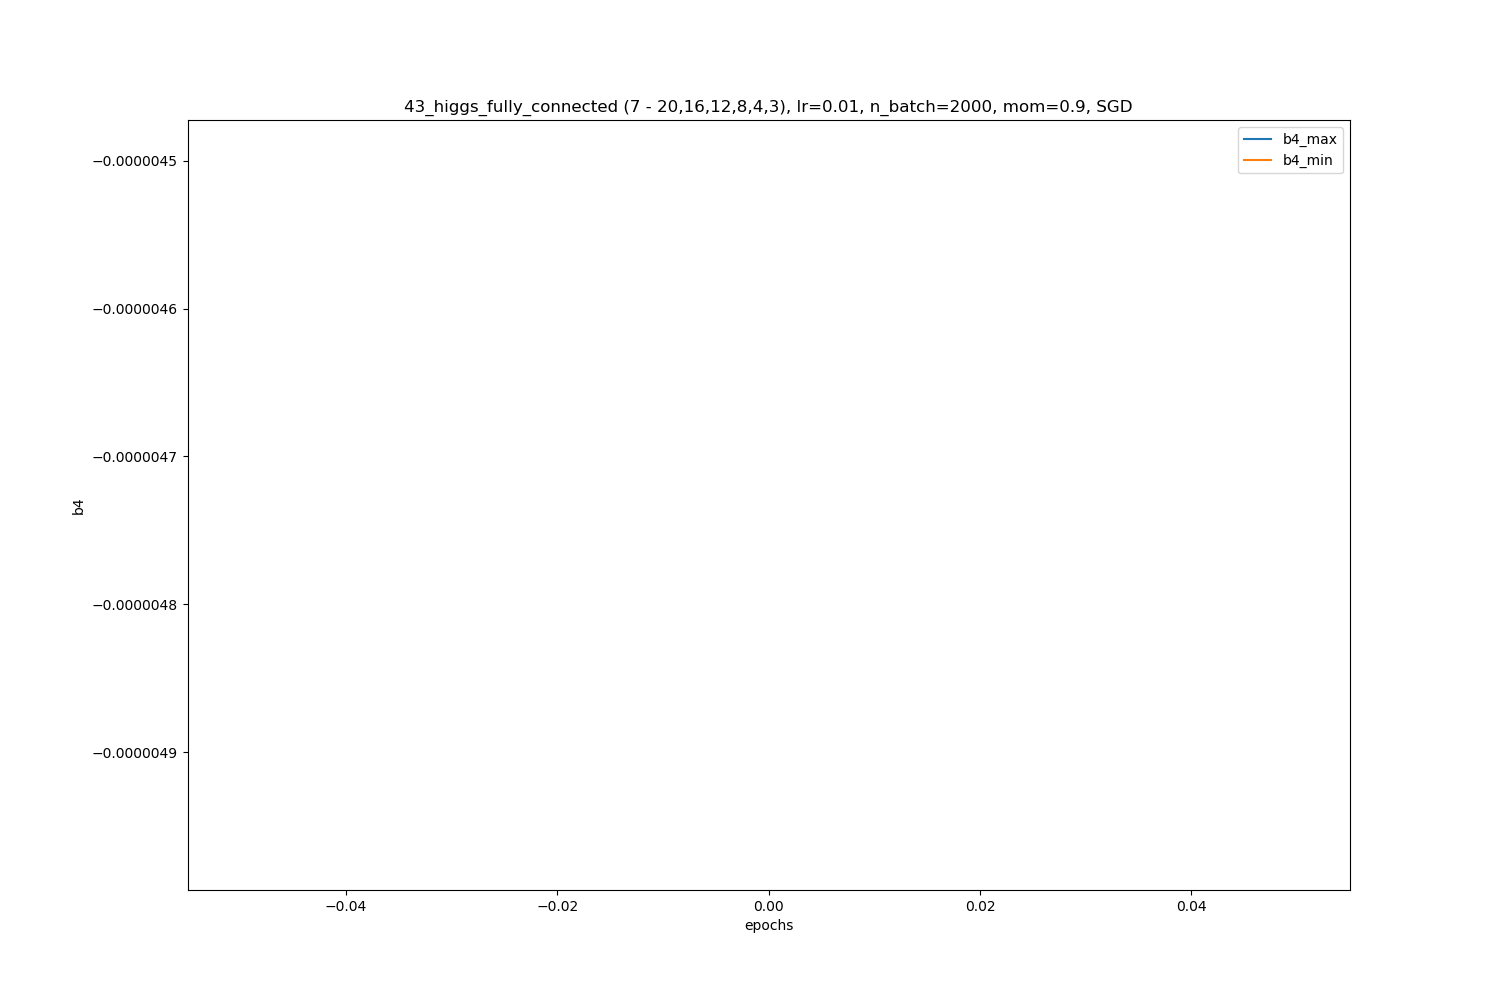 43_higgs_fully_connected (7 - 20,16,12,8,4,3), lr=0.01, n_batch=2000, mom=0.9, SGD
b4_max
b4_min
−0.0000045
−0.0000046
−0.0000047
−0.0000048
−0.0000049
b4
−0.04
−0.02
0.00
0.02
0.04
epochs